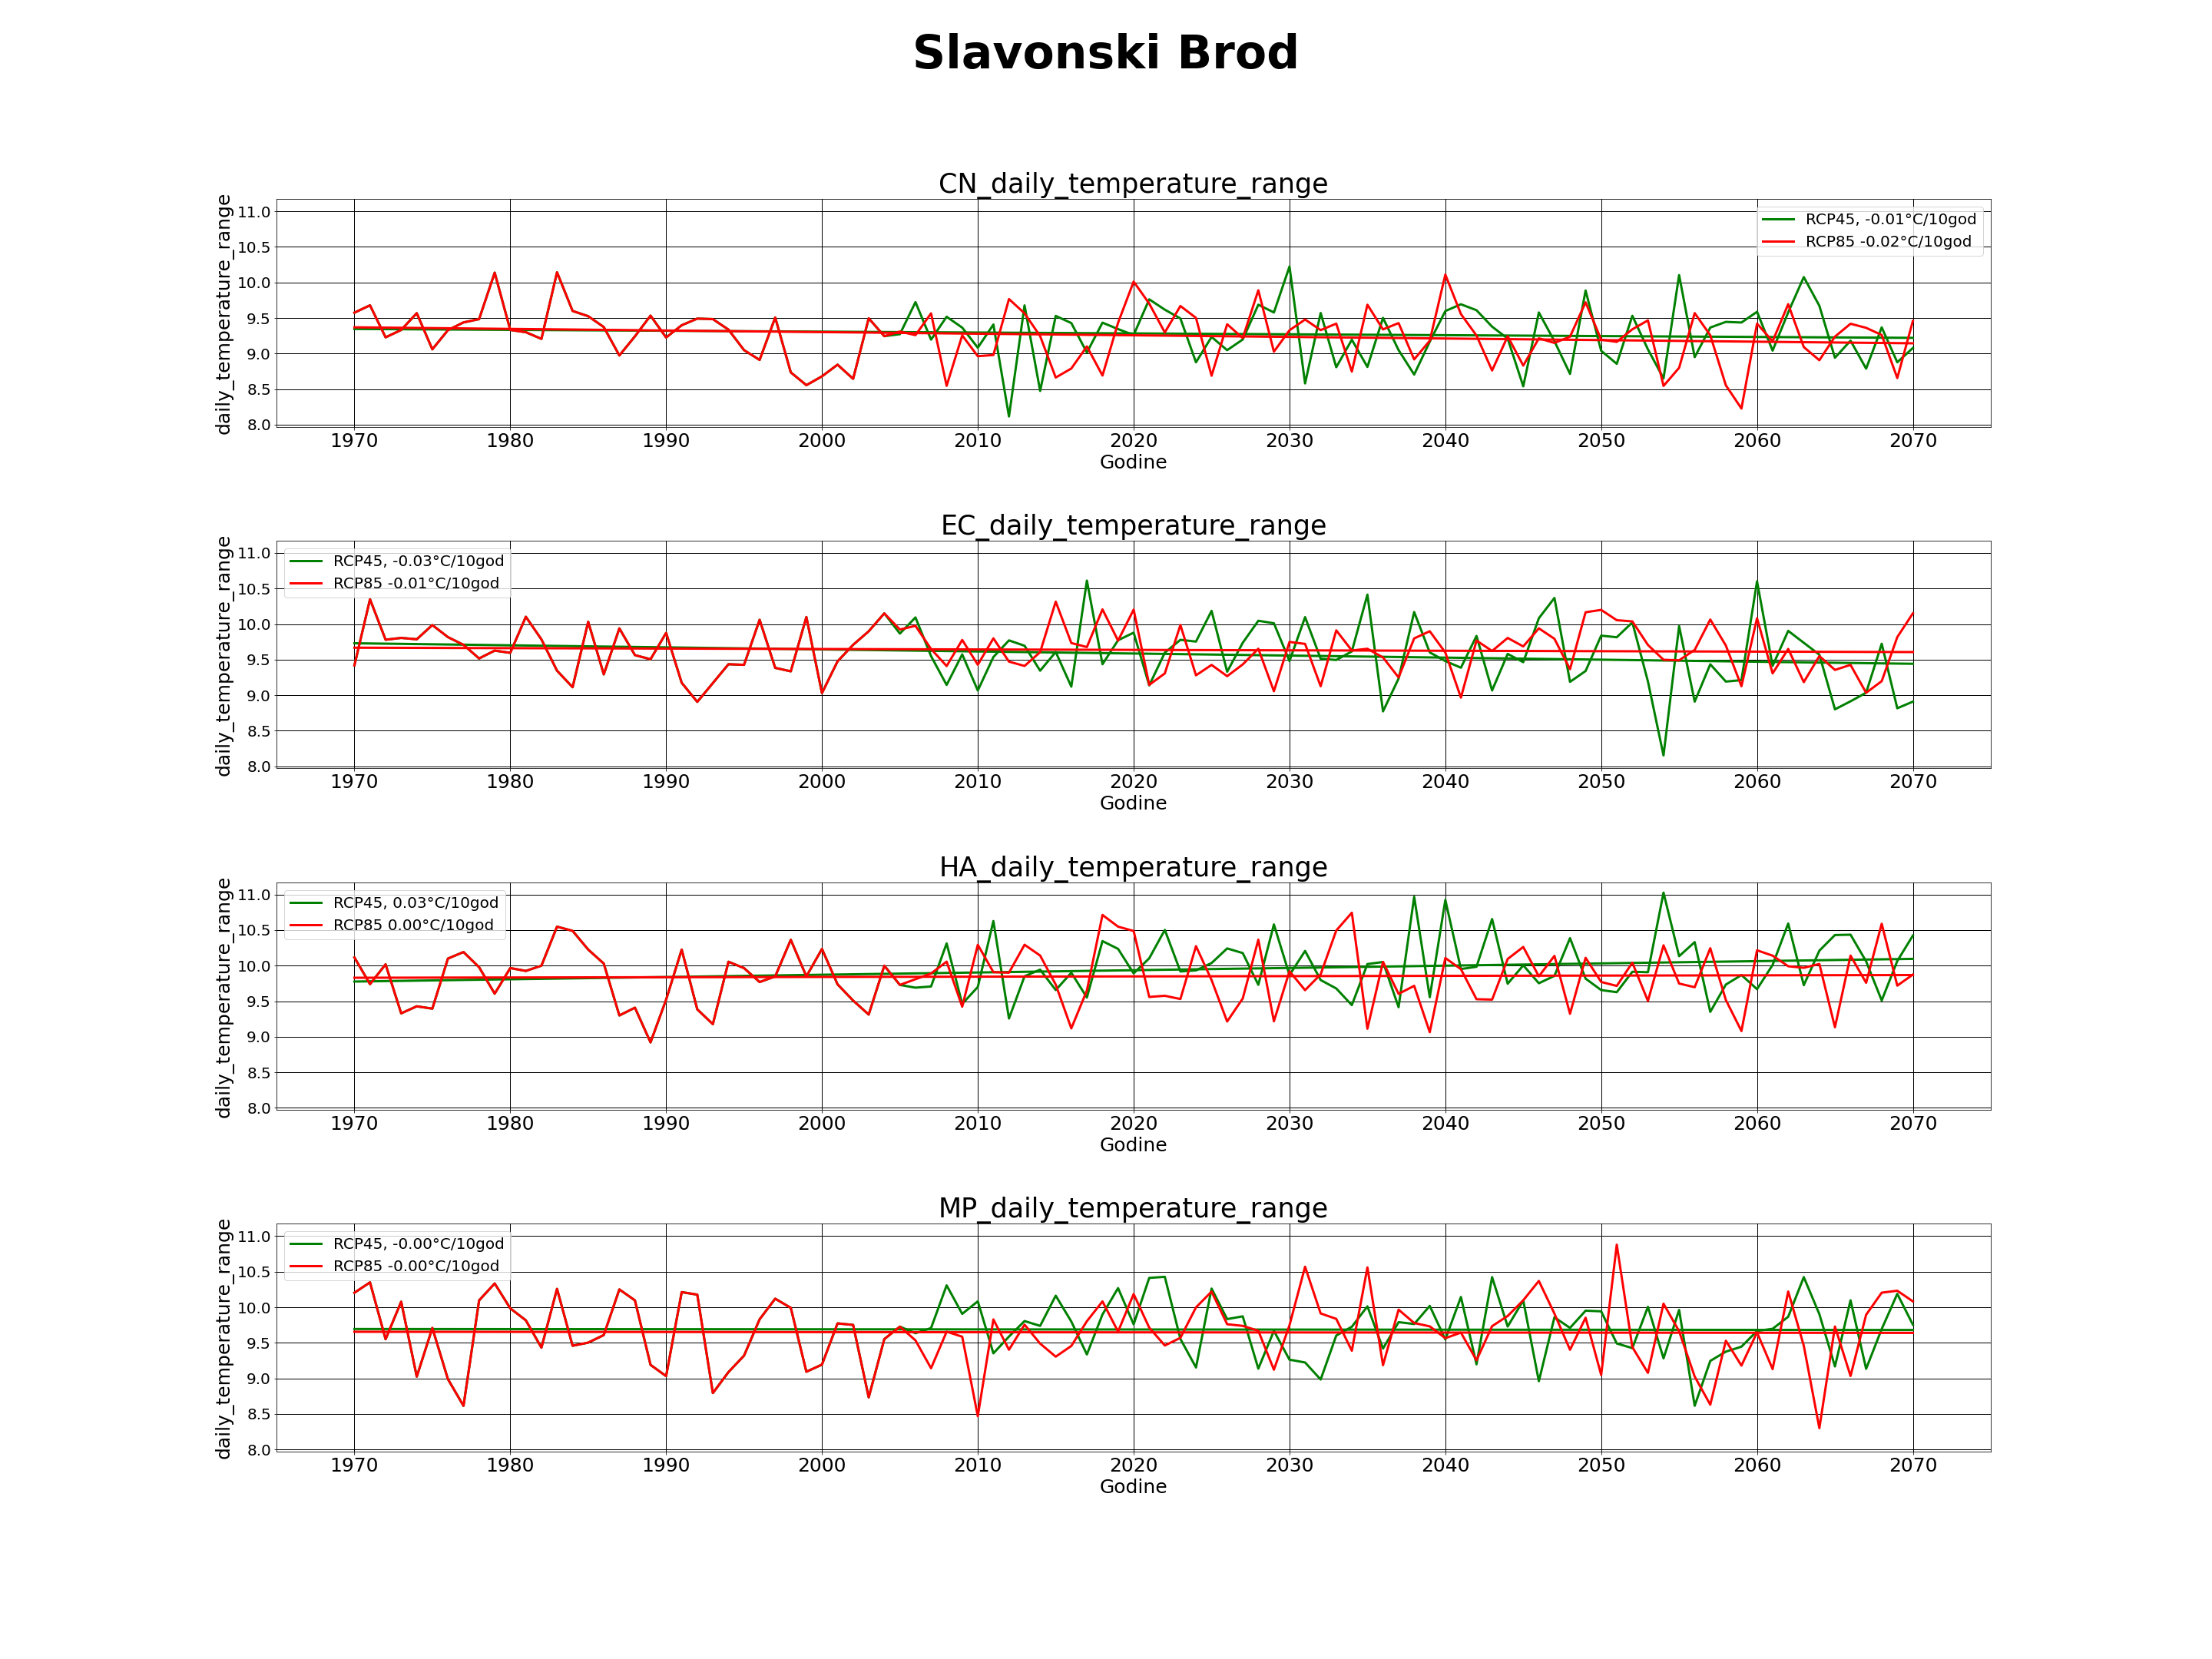 Slavonski Brod
CN_daily_temperature_range
daily_temperature_range
11.0
10.5
10.0
9.5
9.0
8.5
8.0
RCP45, -0.01°C/10god
RCP85 -0.02°C/10god
1970 1980 1990 2000 2010 2020 2030 2040 2050 2060 2070
Godine
EC_daily_temperature_range
daily_temperature_range
11.0
10.5
10.0
9.5
9.0
8.5
8.0
RCP45, -0.03°C/10god
RCP85 -0.01°C/10god
1970 1980 1990 2000 2010 2020 2030 2040 2050 2060 2070
Godine
HA_daily_temperature_range
daily_temperature_range
11.0
10.5
10.0
9.5
9.0
8.5
8.0
RCP45, 0.03°C/10god
RCP85 0.00°C/10god
1970 1980 1990 2000 2010 2020 2030 2040 2050 2060 2070
Godine
MP_daily_temperature_range
daily_temperature_range
11.0
10.5
10.0
9.5
9.0
8.5
8.0
RCP45, -0.00°C/10god
RCP85 -0.00°C/10god
1970 1980 1990 2000 2010 2020 2030 2040 2050 2060 2070
Godine